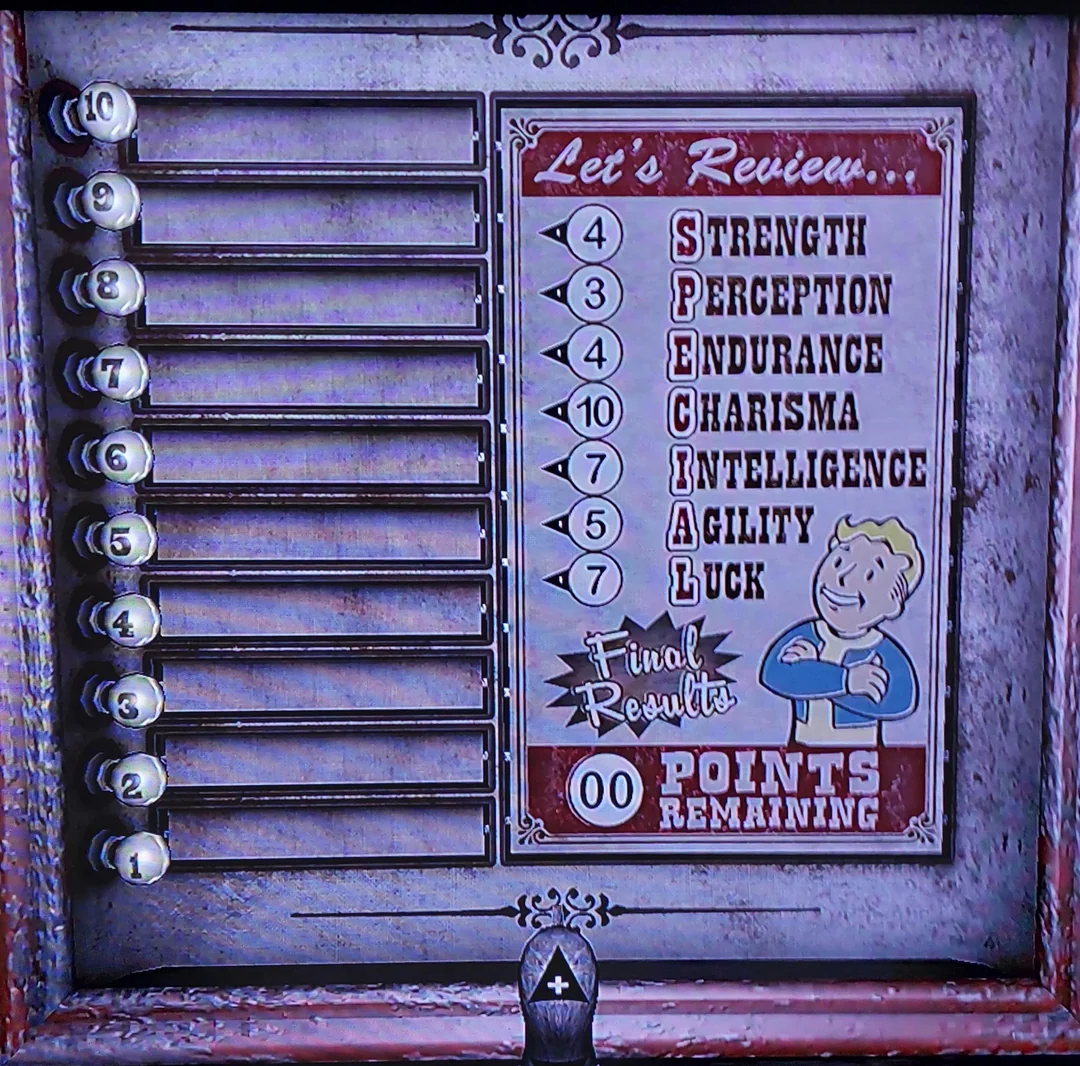 10
9
8
7
6
5
4
3
2
1
Let's Review...
4 STRENGTH
3 PERCEPTION
4 ENDURANCE
10 CHARISMA
7 INTELLIGENCE
5 AGILITY
7 LUCK
Final
Results
00 POINTS
REMAINING